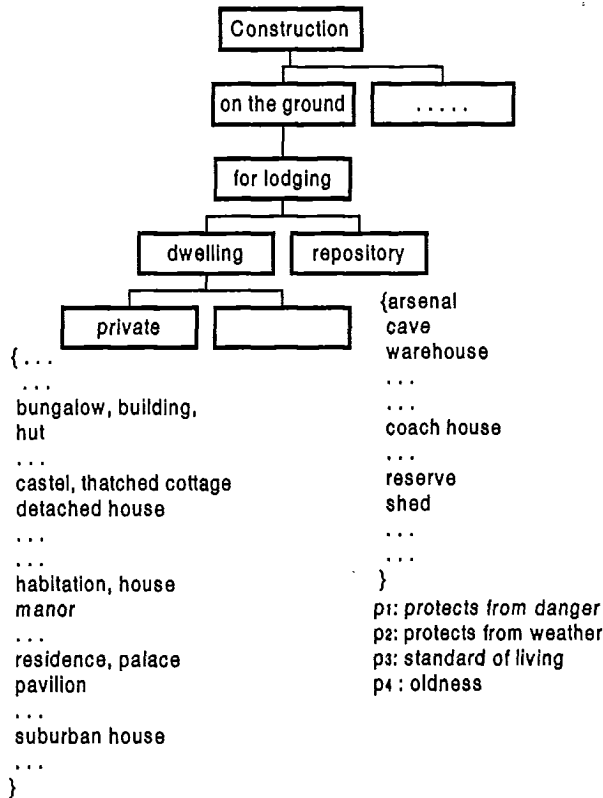 Construction
on the ground
.....
for lodging
dwelling
repository
private
{ ...
...
bungalow, building,
hut
...
castel, thatched cottage
detached house
...
...
habitation, house
manor
...
residence, palace
pavilion
...
suburban house
...
}
{arsenal
cave
warehouse
...
...
coach house
...
reserve
shed
...
...
}
p1: protects from danger
p2: protects from weather
p3: standard of living
p4 : oldness